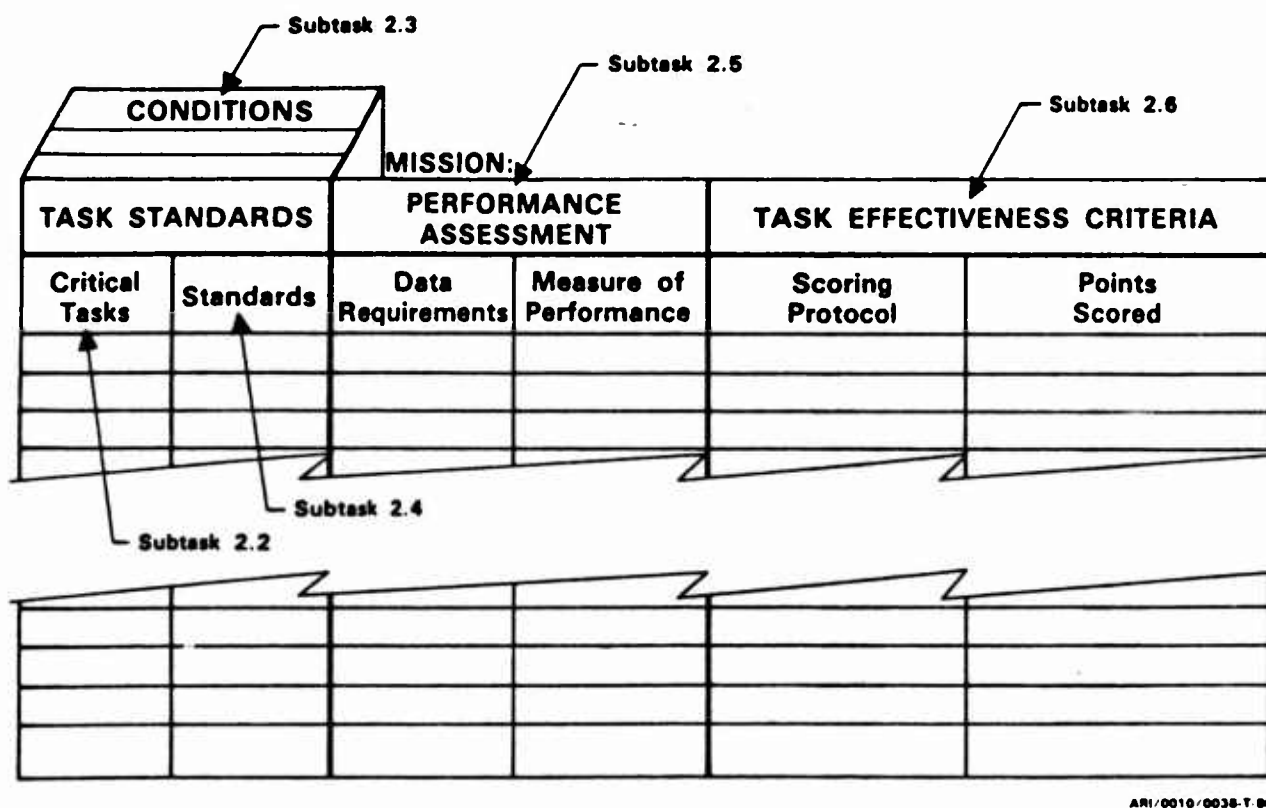 Subtask 2.3
Subtask 2.5
Subtask 2.6
CONDITIONS
MISSION:
TASK STANDARDS
PERFORMANCE
ASSESSMENT
TASK EFFECTIVENESS CRITERIA
Critical
Tasks
Standards
Data
Requirements
Measure of
Performance
Scoring
Protocol
Points
Scored
Subtask 2.4
Subtask 2.2